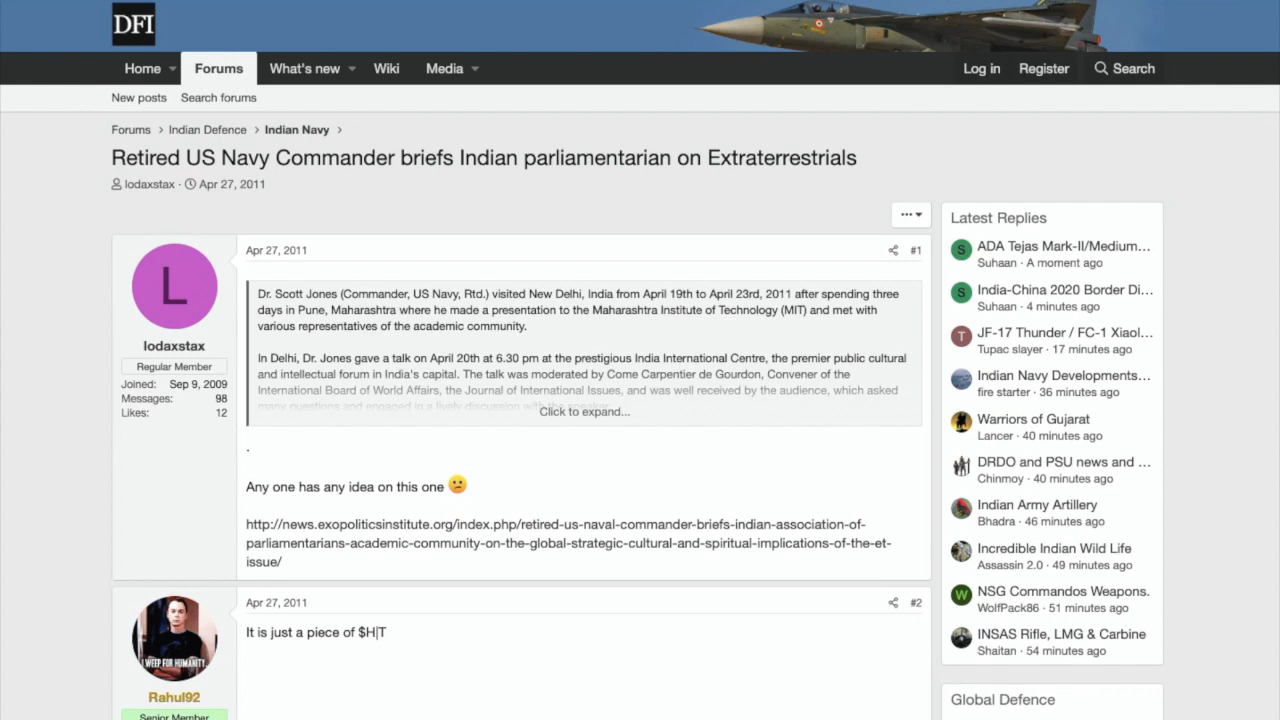 DFI
Home Forums What's new Wiki Media Log in Register Search
New posts Search forums
Forums > Indian Defence > Indian Navy >
Retired US Navy Commander briefs Indian parliamentarian on Extraterrestrials
lodaxstax · Apr 27, 2011
L
lodaxstax
Regular Member
Joined: Sep 9, 2009
Messages: 98
Likes: 12
Apr 27, 2011 #1
Dr. Scott Jones (Commander, US Navy, Rtd.) visited New Delhi, India from April 19th to April 23rd, 2011 after spending three
days in Pune, Maharashtra where he made a presentation to the Maharashtra Institute of Technology (MIT) and met with
various representatives of the academic community.
In Delhi, Dr. Jones gave a talk on April 20th at 6.30 pm at the prestigious India International Centre, the premier public cultural
and intellectual forum in India's capital. The talk was moderated by Come Carpentier de Gourdon, Convener of the
International Board of World Affairs, the Journal of International Issues, and was well received by the audience, which asked
many questions and engaged in a lively discussion with the speaker.
Click to expand...
.
Any one has any idea on this one
http://news.exopoliticsinstitute.org/index.php/retired-us-naval-commander-briefs-indian-association-of-
parliamentarians-academic-community-on-the-global-strategic-cultural-and-spiritual-implications-of-the-et-
issue/
I WEEP FOR HUMANITY.
Rahul92
Senior Member
Apr 27, 2011 #2
It is just a piece of $H|T
Latest Replies
S
ADA Tejas Mark-II/Medium...
Suhaan · A moment ago
S
India-China 2020 Border Di...
Suhaan · 4 minutes ago
T
JF-17 Thunder / FC-1 Xiaol...
Tupac slayer · 17 minutes ago
Indian Navy Developments...
fire starter · 36 minutes ago
Warriors of Gujarat
Lancer · 40 minutes ago
DRDO and PSU news and ...
Chinmoy · 40 minutes ago
Indian Army Artillery
Bhadra · 46 minutes ago
Incredible Indian Wild Life
Assassin 2.0 · 49 minutes ago
W
NSG Commandos Weapons.
WolfPack86 · 51 minutes ago
INSAS Rifle, LMG & Carbine
Shaitan · 54 minutes ago
Global Defence